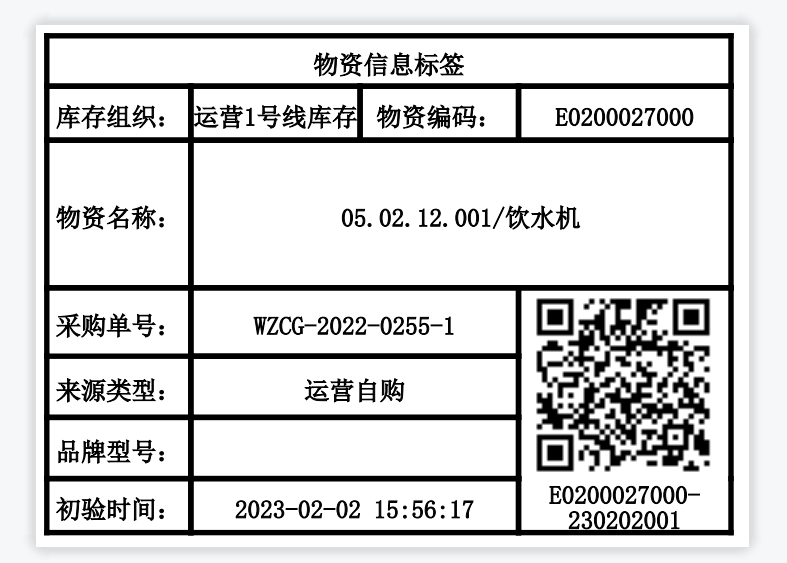 物资信息标签
库存组织： 运营1号线库存 物资编码： E0200027000
物资名称： 05.02.12.001/饮水机
采购单号： WZCG-2022-0255-1
来源类型： 运营自购
品牌型号：
初验时间： 2023-02-02 15:56:17
E0200027000-
230202001